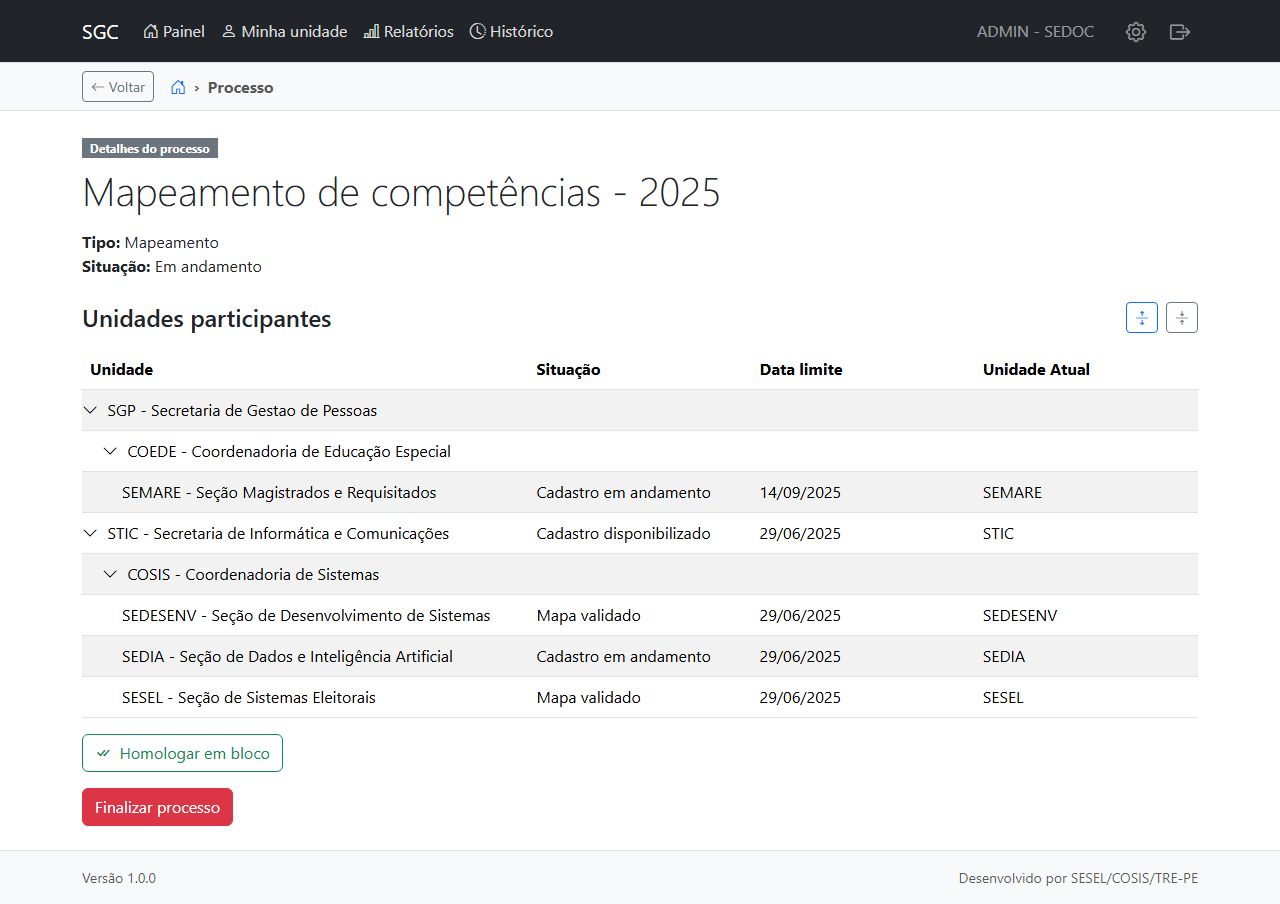 SGC Painel Minha unidade Relatórios Histórico ADMIN - SEDOC
Voltar › Processo
Detalhes do processo
Mapeamento de competências - 2025
Tipo: Mapeamento
Situação: Em andamento
Unidades participantes
Unidade Situação Data limite Unidade Atual
SGP - Secretaria de Gestao de Pessoas
COEDE - Coordenadoria de Educação Especial
SEMARE - Seção Magistrados e Requisitados Cadastro em andamento 14/09/2025 SEMARE
STIC - Secretaria de Informática e Comunicações Cadastro disponibilizado 29/06/2025 STIC
COSIS - Coordenadoria de Sistemas
SEDESENV - Seção de Desenvolvimento de Sistemas Mapa validado 29/06/2025 SEDESENV
SEDIA - Seção de Dados e Inteligência Artificial Cadastro em andamento 29/06/2025 SEDIA
SESEL - Seção de Sistemas Eleitorais Mapa validado 29/06/2025 SESEL
Homologar em bloco
Finalizar processo
Versão 1.0.0 Desenvolvido por SESEL/COSIS/TRE-PE